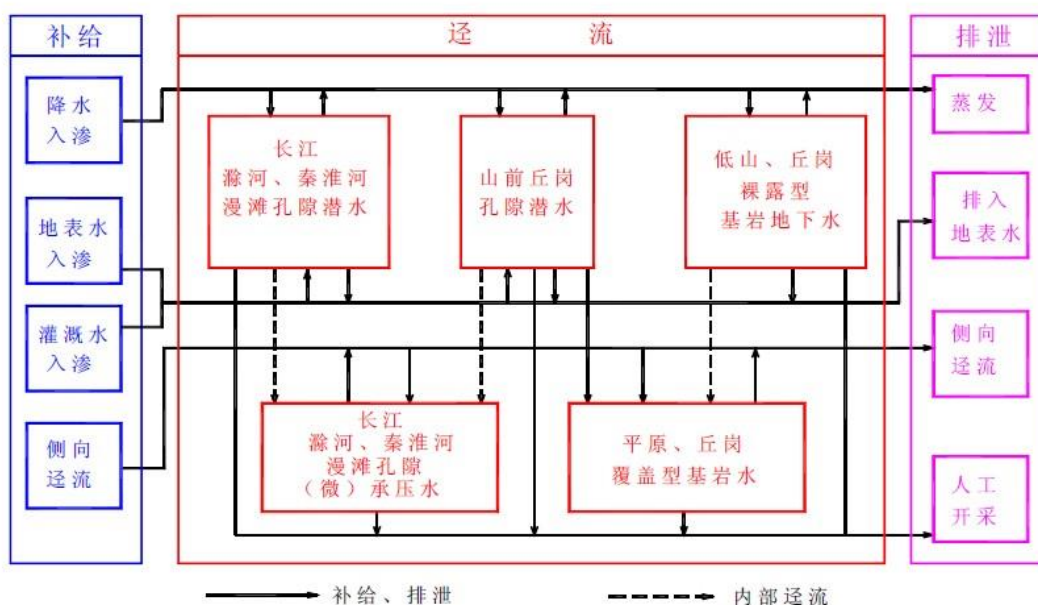 补给
迳 流
排泄
降水
入渗
地表水
入渗
灌溉水
入渗
侧向
迳流
长江
滁河、秦淮河
漫滩孔隙潜水
山前丘岗
孔隙潜水
低山、丘岗
裸露型
基岩地下水
长江
滁河、秦淮河
漫滩孔隙
（微）承压水
平原、丘岗
覆盖型基岩水
蒸发
排入
地表水
侧向
迳流
人工
开采
补给、排泄
内部迳流